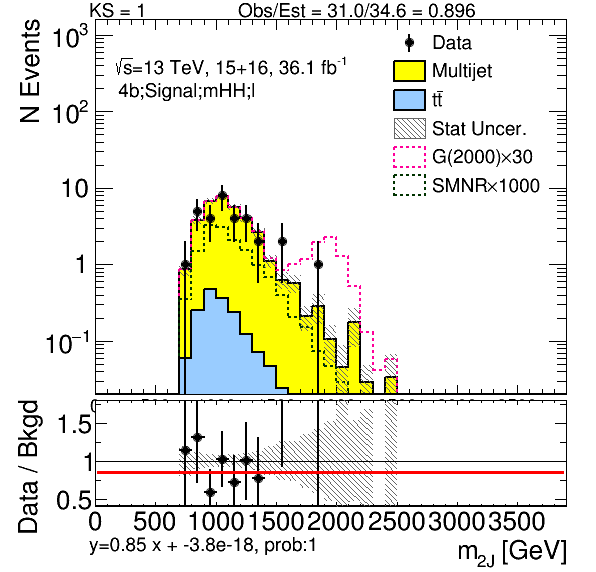 KS = 1 Obs/Est = 31.0/34.6 = 0.896
N Events
10³
10²
10
1
10⁻¹
√s=13 TeV, 15+16, 36.1 fb⁻¹
4b;Signal;mHH;l
Data
Multijet
tt̄
Stat Uncer.
G(2000)×30
SMNR×1000
Data / Bkgd
1.5
1
0.5
0 500 1000 1500 2000 2500 3000 3500
y=0.85 x + -3.8e-18, prob:1
m2J [GeV]